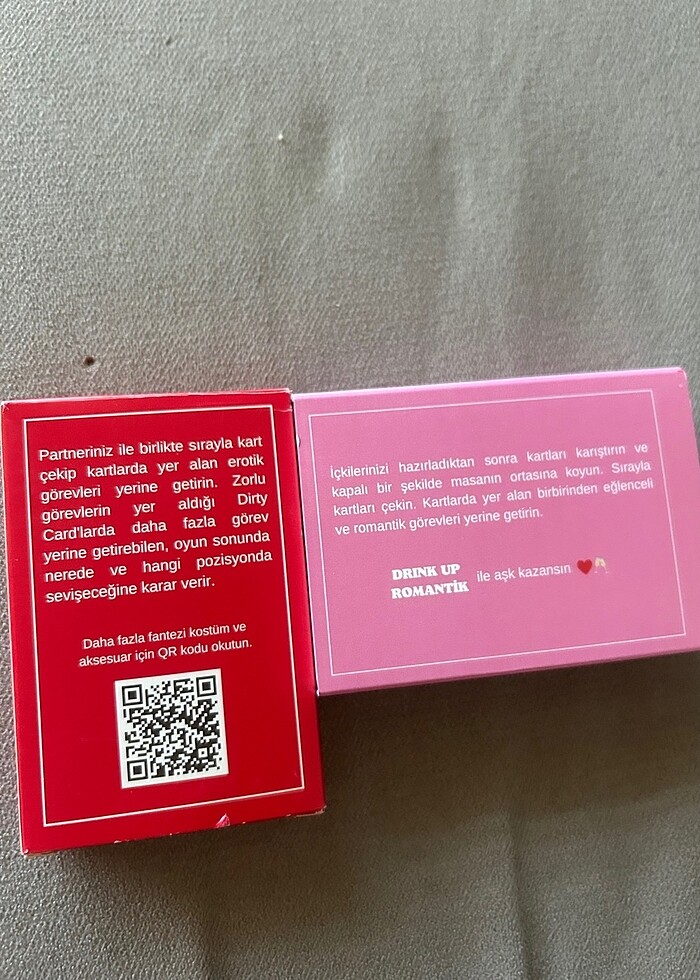 Partneriniz ile birlikte sırayla kart
çekip kartlarda yer alan erotik
görevleri yerine getirin. Zorlu
görevlerin yer aldığı Dirty
Card'larda daha fazla görev
yerine getirebilen, oyun sonunda
nerede ve hangi pozisyonda
sevişeceğine karar verir.
Daha fazla fantezi kostüm ve
aksesuar için QR kodu okutun.
İçkilerinizi hazırladıktan sonra kartları karıştırın ve
kapalı bir şekilde masanın ortasına koyun. Sırayla
kartları çekin. Kartlarda yer alan birbirinden eğlenceli
ve romantik görevleri yerine getirin.
DRINK UP
ROMANTİK ile aşk kazansın ❤️🥂